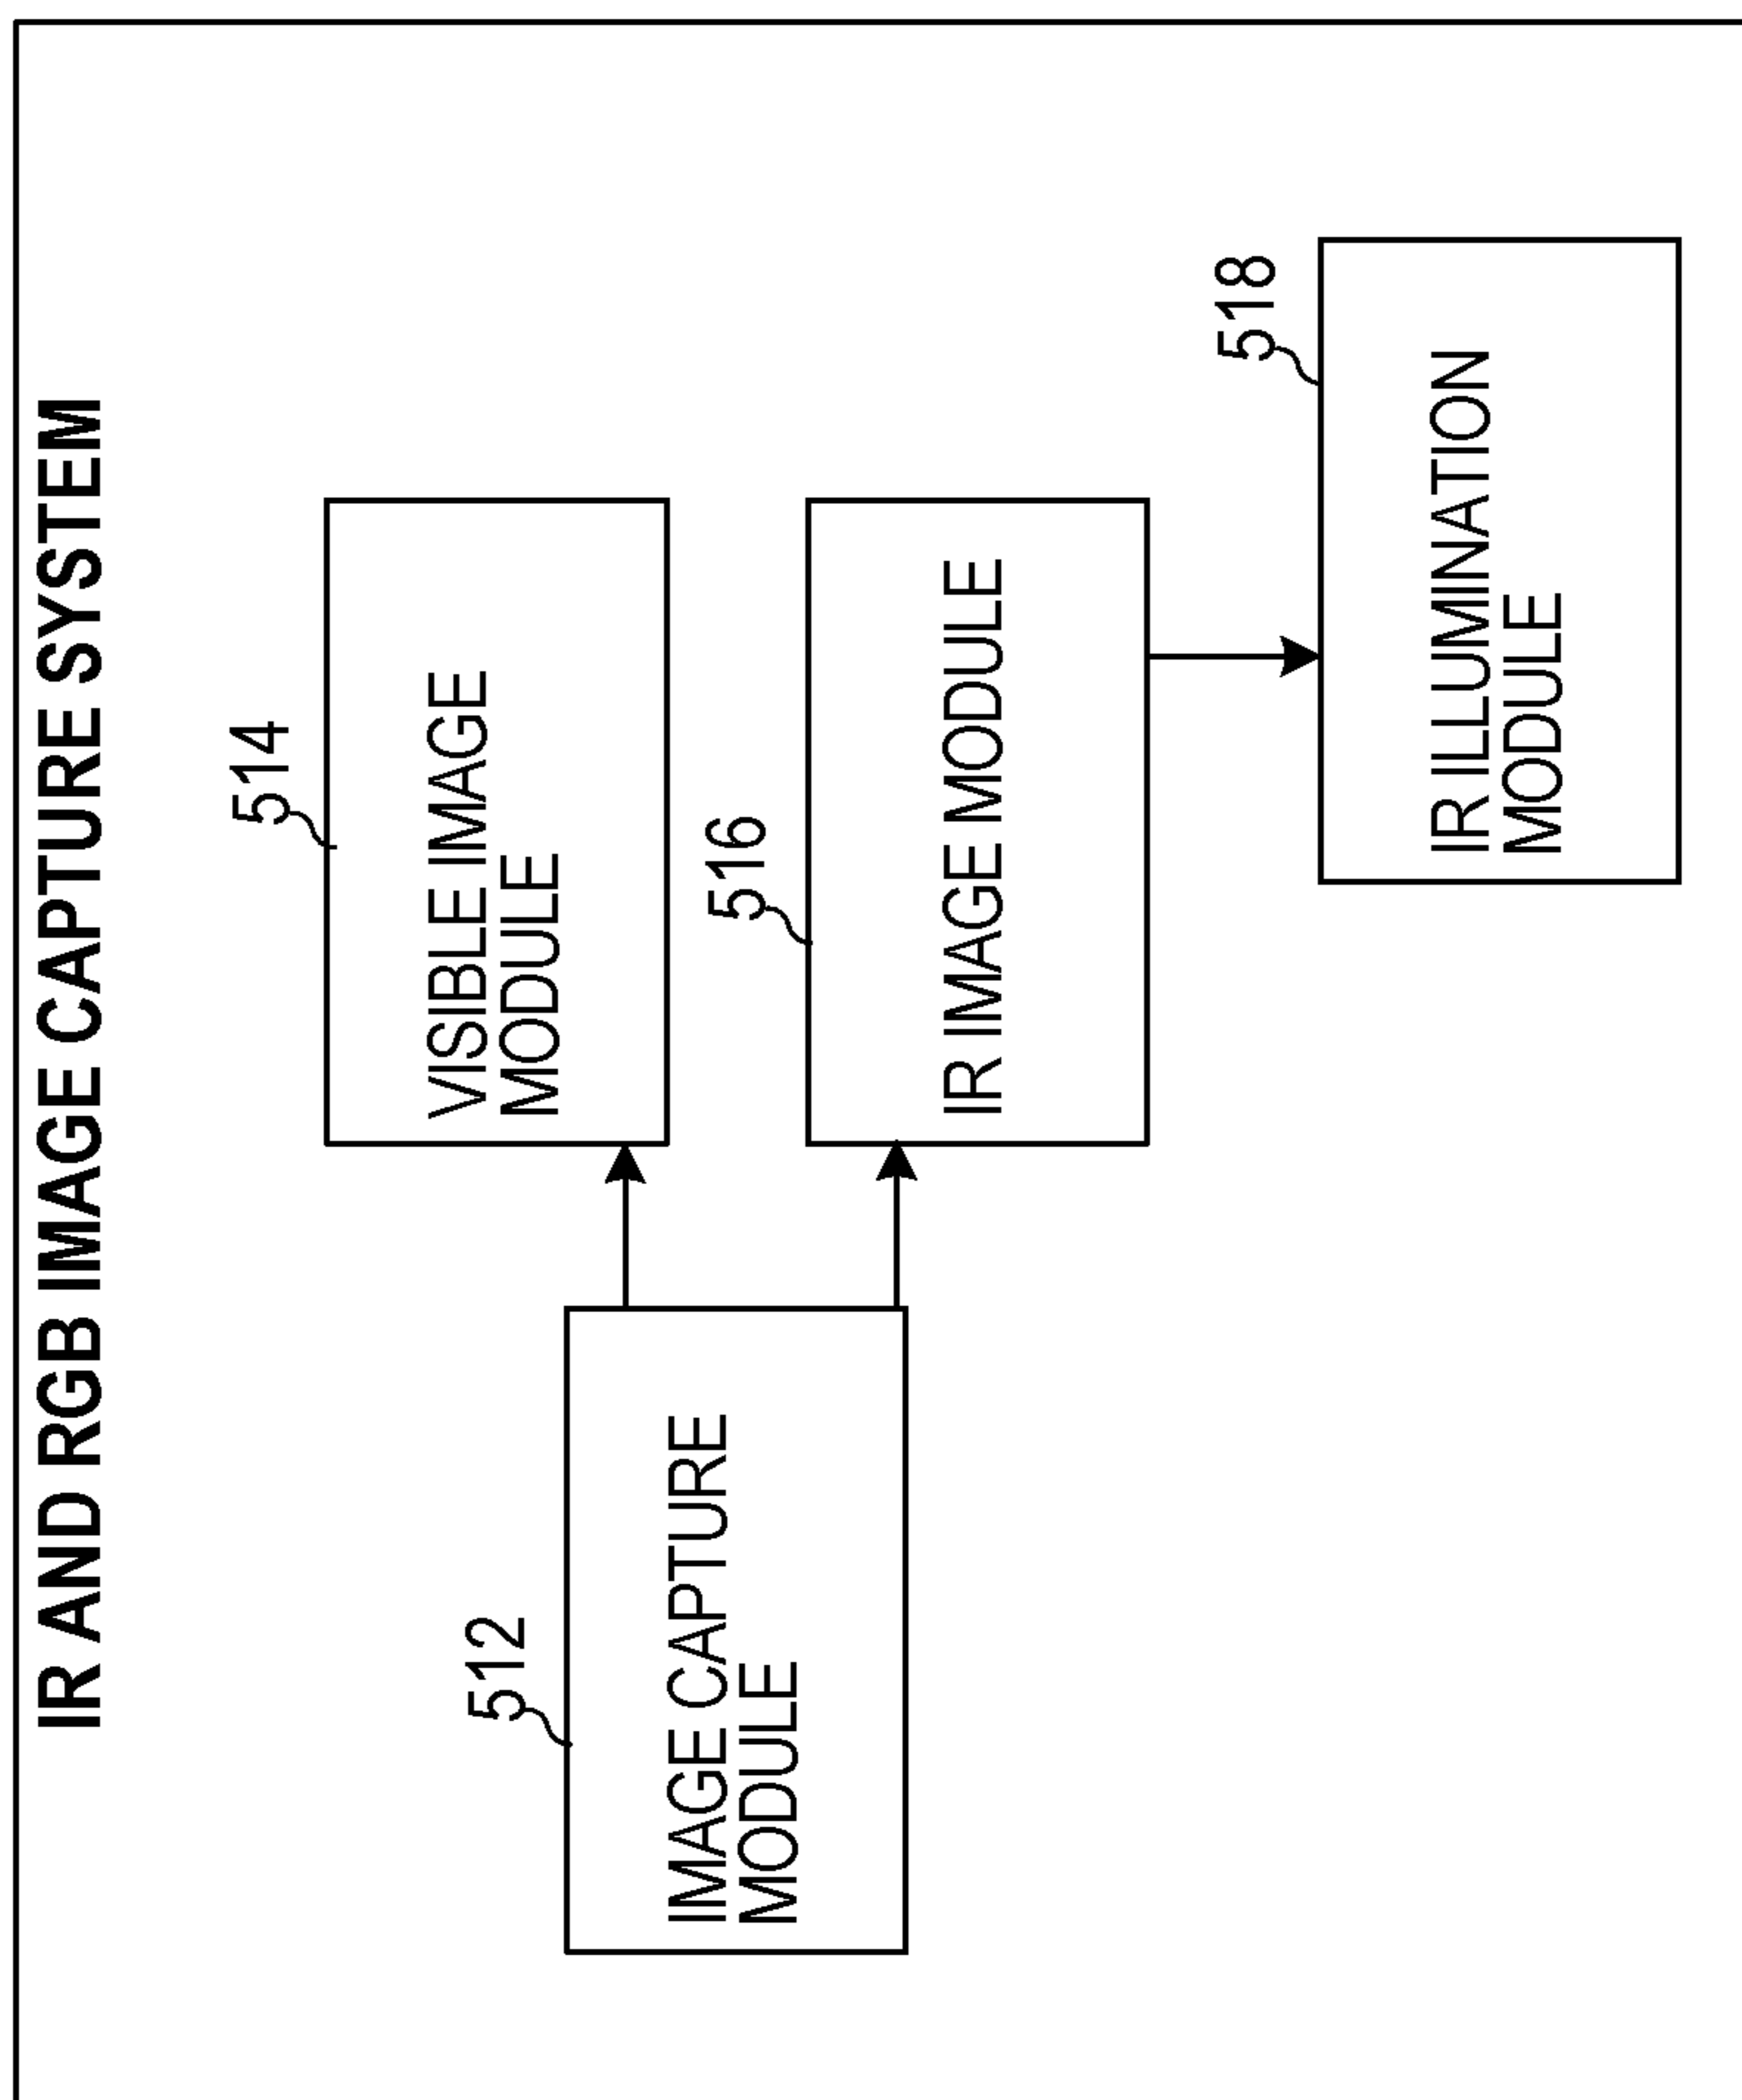 IR AND RGB IMAGE CAPTURE SYSTEM
514
VISIBLE IMAGE
MODULE
512
IMAGE CAPTURE
MODULE
516
IR IMAGE MODULE
518
IR ILLUMINATION
MODULE